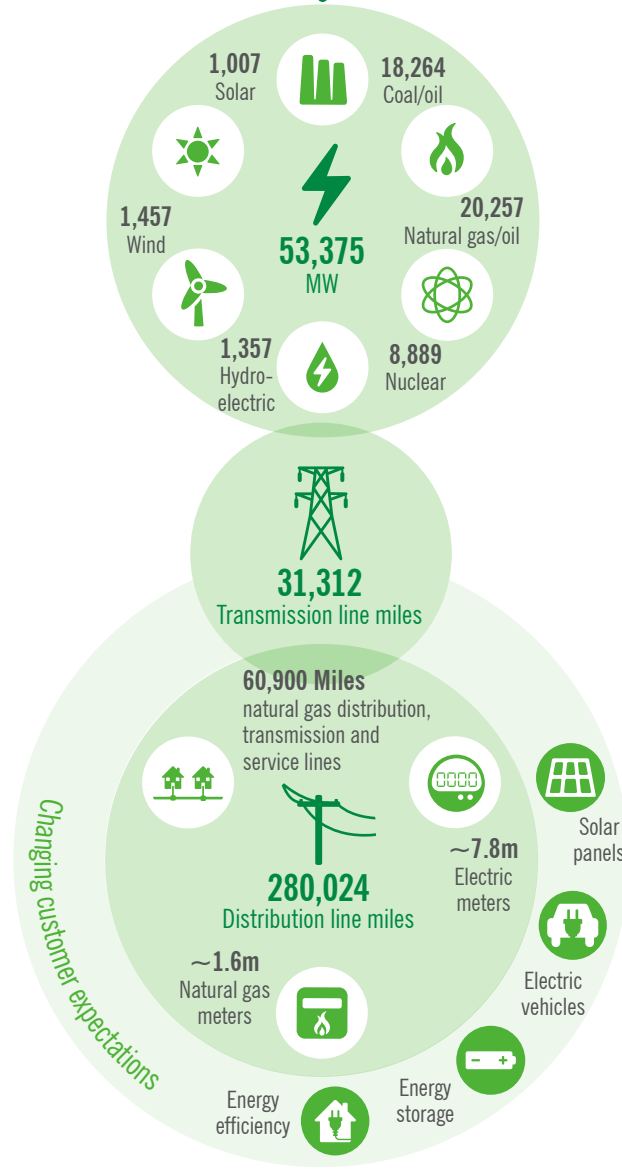 1,007
Solar
18,264
Coal/oil
1,457
Wind
20,257
Natural gas/oil
53,375
MW
1,357
Hydro-
electric
8,889
Nuclear
31,312
Transmission line miles
60,900 Miles
natural gas distribution,
transmission and
service lines
0000
~7.8m
Electric
meters
280,024
Distribution line miles
~1.6m
Natural gas
meters
Changing customer expectations
Solar
panels
Electric
vehicles
Energy
storage
Energy
efficiency